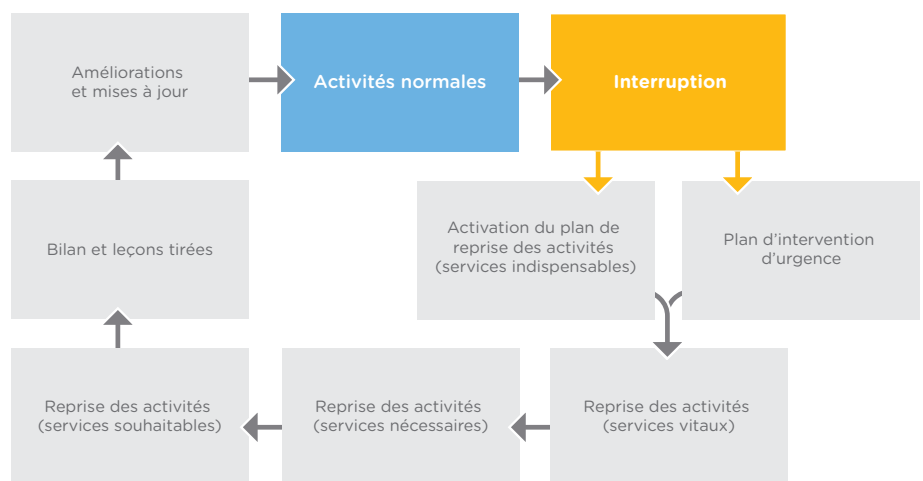 Améliorations
et mises à jour
Activités normales
Interruption
Bilan et leçons tirées
Activation du plan de
reprise des activités
(services indispensables)
Plan d’intervention
d’urgence
Reprise des activités
(services souhaitables)
Reprise des activités
(services nécessaires)
Reprise des activités
(services vitaux)